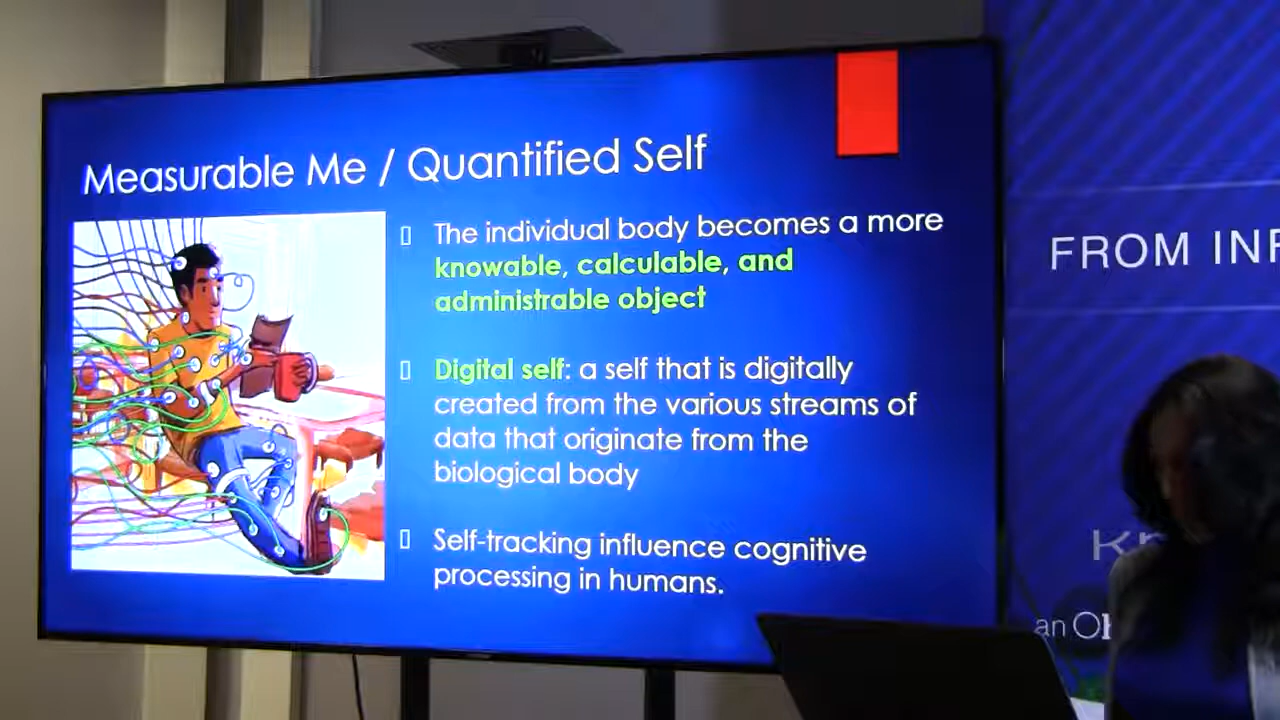 Measurable Me / Quantified Self
The individual body becomes a more
knowable, calculable, and
administrable object
Digital self: a self that is digitally
created from the various streams of
data that originate from the
biological body
Self-tracking influence cognitive
processing in humans.
FROM
an